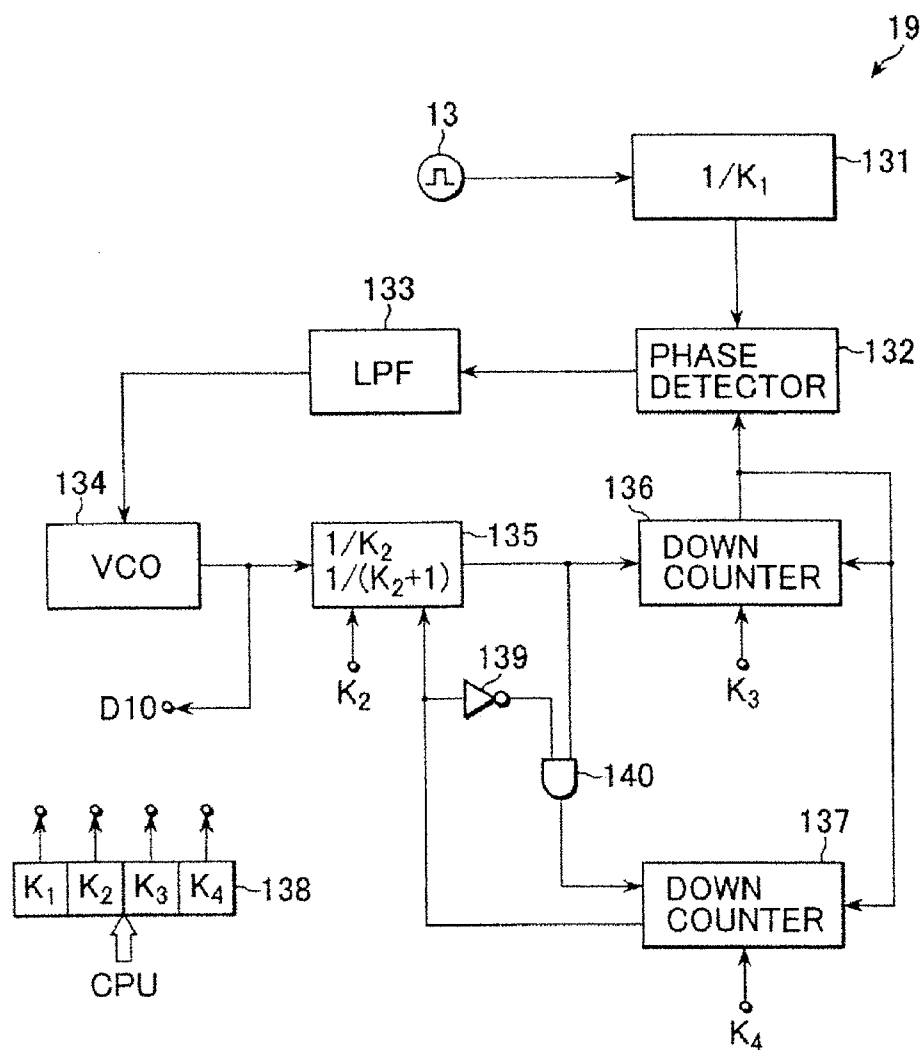 19
13
1/K₁
131
133
LPF
PHASE
DETECTOR
132
134
VCO
1/K₂
1/(K₂+1)
135
136
DOWN
COUNTER
K₂
139
K₃
D10
140
K₁ K₂ K₃ K₄
138
CPU
137
DOWN
COUNTER
K₄